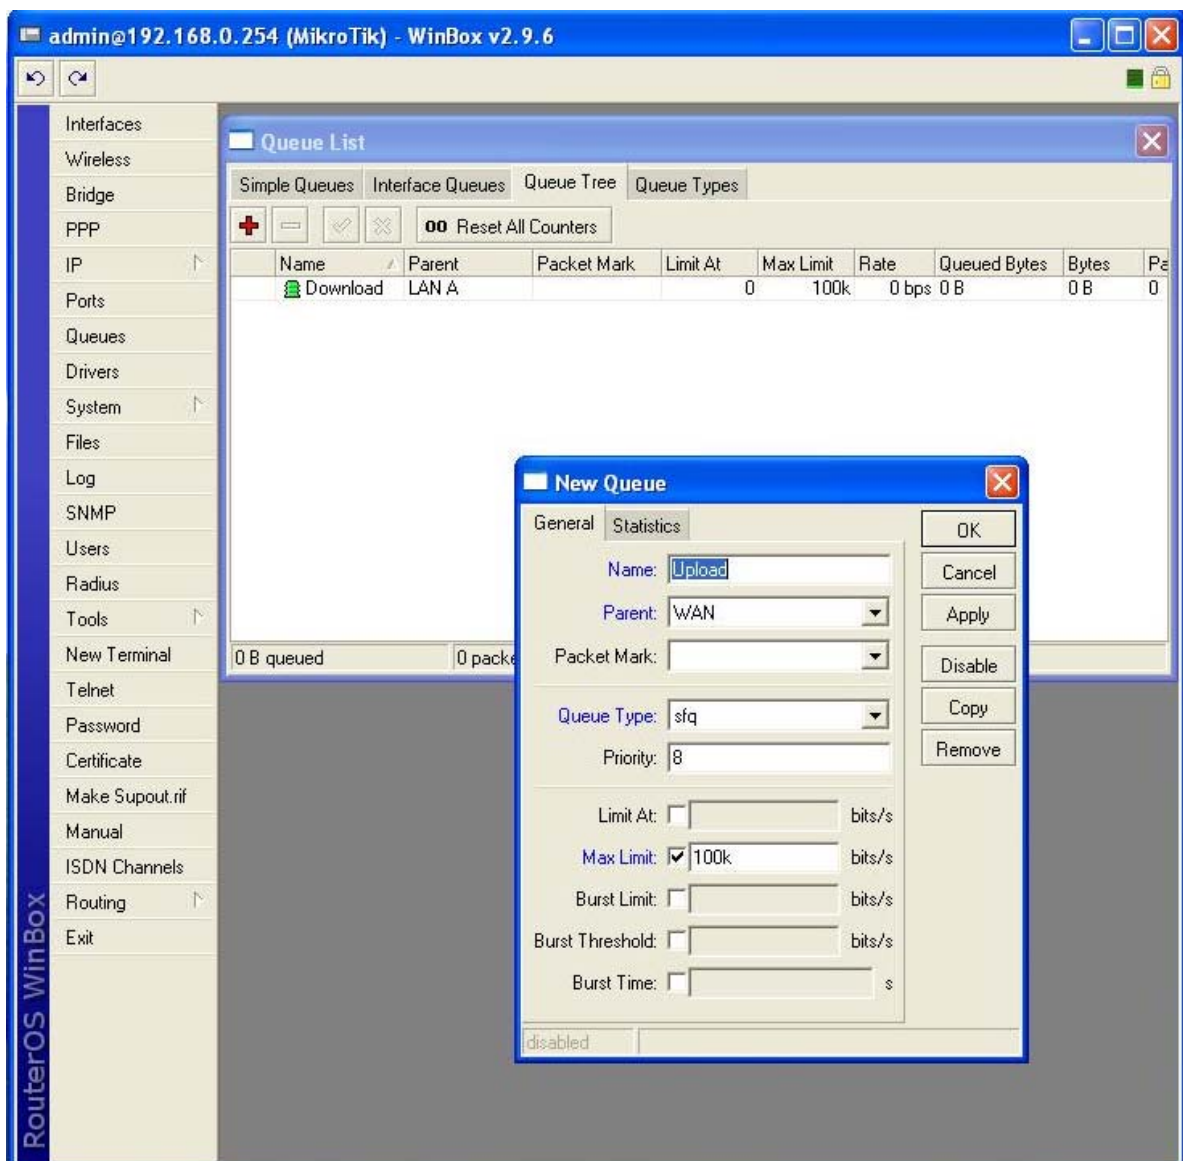 admin@192.168.0.254 (MikroTik) - WinBox v2.9.6
Interfaces
Wireless
Bridge
PPP
IP
Ports
Queues
Drivers
System
Files
Log
SNMP
Users
Radius
Tools
New Terminal
Telnet
Password
Certificate
Make Supout.rif
Manual
ISDN Channels
Routing
Exit
RouterOS WinBox
Queue List
Simple Queues Interface Queues Queue Tree Queue Types
00 Reset All Counters
Name Parent Packet Mark Limit At Max Limit Rate Queued Bytes Bytes Pa
Download LAN A 0 100k 0 bps 0 B 0 B 0
0 B queued 0 packe
New Queue
General Statistics
Name: Upload
Parent: WAN
Packet Mark:
Queue Type: sfq
Priority: 8
Limit At: bits/s
Max Limit: 100k bits/s
Burst Limit: bits/s
Burst Threshold: bits/s
Burst Time: s
disabled
OK
Cancel
Apply
Disable
Copy
Remove